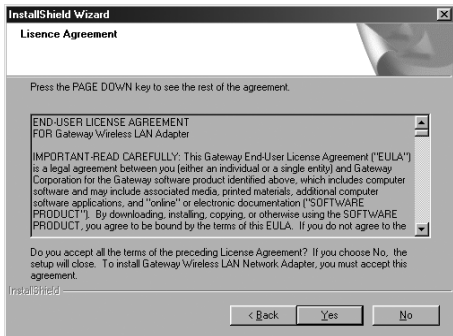 InstallShield Wizard
Lisence Agreement
Press the PAGE DOWN key to see the rest of the agreement.
END-USER LICENSE AGREEMENT
FOR Gateway Wireless LAN Adapter
IMPORTANT-READ CAREFULLY: This Gateway End-User License Agreement ("EULA")
is a legal agreement between you (either an individual or a single entity) and Gateway
Corporation for the Gateway software product identified above, which includes computer
software and may include associated media, printed materials, additional computer
software applications, and "online" or electronic documentation ("SOFTWARE
PRODUCT"). By downloading, installing, copying, or otherwise using the SOFTWARE
PRODUCT, you agree to be bound by the terms of this EULA. If you do not agree to the
Do you accept all the terms of the preceding License Agreement? If you choose No, the
setup will close. To install Gateway Wireless LAN Network Adapter, you must accept this
agreement.
InstallShield
< Back Yes No